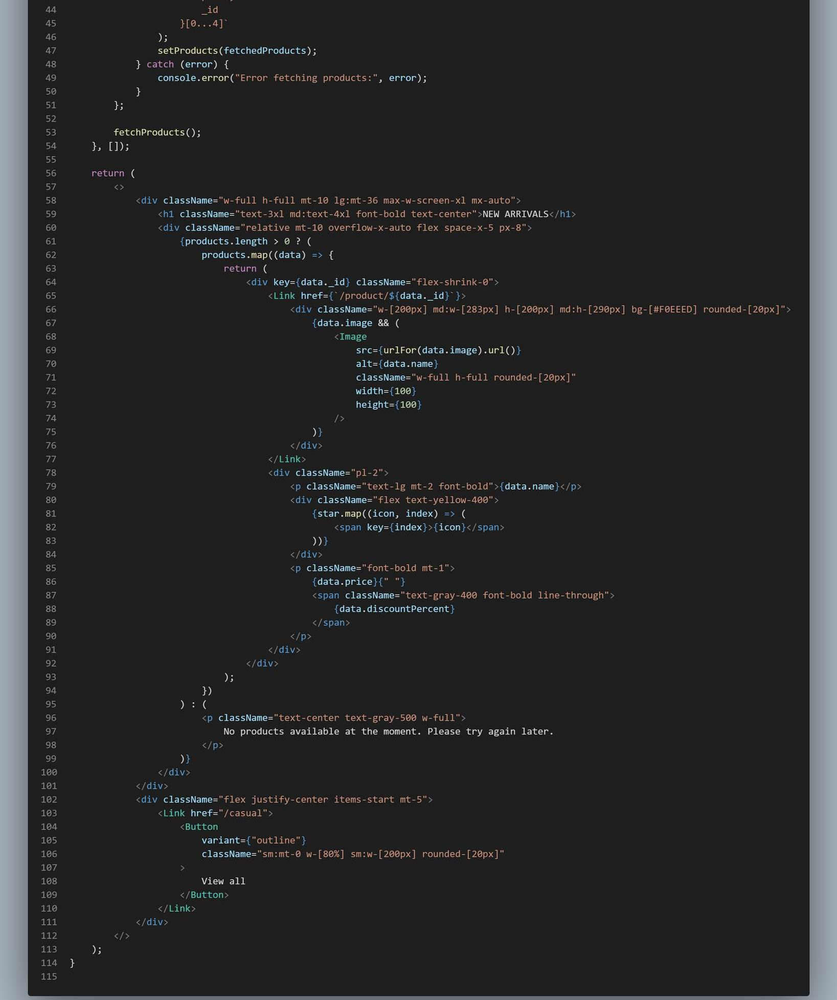 44 _id
45 }[0...4]`
46 );
47 setProducts(fetchedProducts);
48 } catch (error) {
49 console.error("Error fetching products:", error);
50 }
51 };
52
53 fetchProducts();
54 }, []);
55
56 return (
57 <>
58 <div className="w-full h-full mt-10 lg:mt-36 max-w-screen-xl mx-auto">
59 <h1 className="text-3xl md:text-4xl font-bold text-center">NEW ARRIVALS</h1>
60 <div className="relative mt-10 overflow-x-auto flex space-x-5 px-8">
61 {products.length > 0 ? (
62 products.map((data) => {
63 return (
64 <div key={data._id} className="flex-shrink-0">
65 <Link href={`/product/${data._id}`}>
66 <div className="w-[200px] md:w-[283px] h-[200px] md:h-[290px] bg-[#F0EEED] rounded-[20px]">
67 {data.image && (
68 <Image
69 src={urlFor(data.image).url()}
70 alt={data.name}
71 className="w-full h-full rounded-[20px]"
72 width={100}
73 height={100}
74 />
75 )}
76 </div>
77 </Link>
78 <div className="pl-2">
79 <p className="text-lg mt-2 font-bold">{data.name}</p>
80 <div className="flex text-yellow-400">
81 {star.map((icon, index) => (
82 <span key={index}>{icon}</span>
83 ))}
84 </div>
85 <p className="font-bold mt-1">
86 {data.price}{" "}
87 <span className="text-gray-400 font-bold line-through">
88 {data.discountPercent}
89 </span>
90 </p>
91 </div>
92 </div>
93 );
94 })
95 ) : (
96 <p className="text-center text-gray-500 w-full">
97 No products available at the moment. Please try again later.
98 </p>
99 )}
100 </div>
101 </div>
102 <div className="flex justify-center items-start mt-5">
103 <Link href="/casual">
104 <Button
105 variant={"outline"}
106 className="sm:mt-0 w-[80%] sm:w-[200px] rounded-[20px]"
107 >
108 View all
109 </Button>
110 </Link>
111 </div>
112 </>
113 );
114 }
115